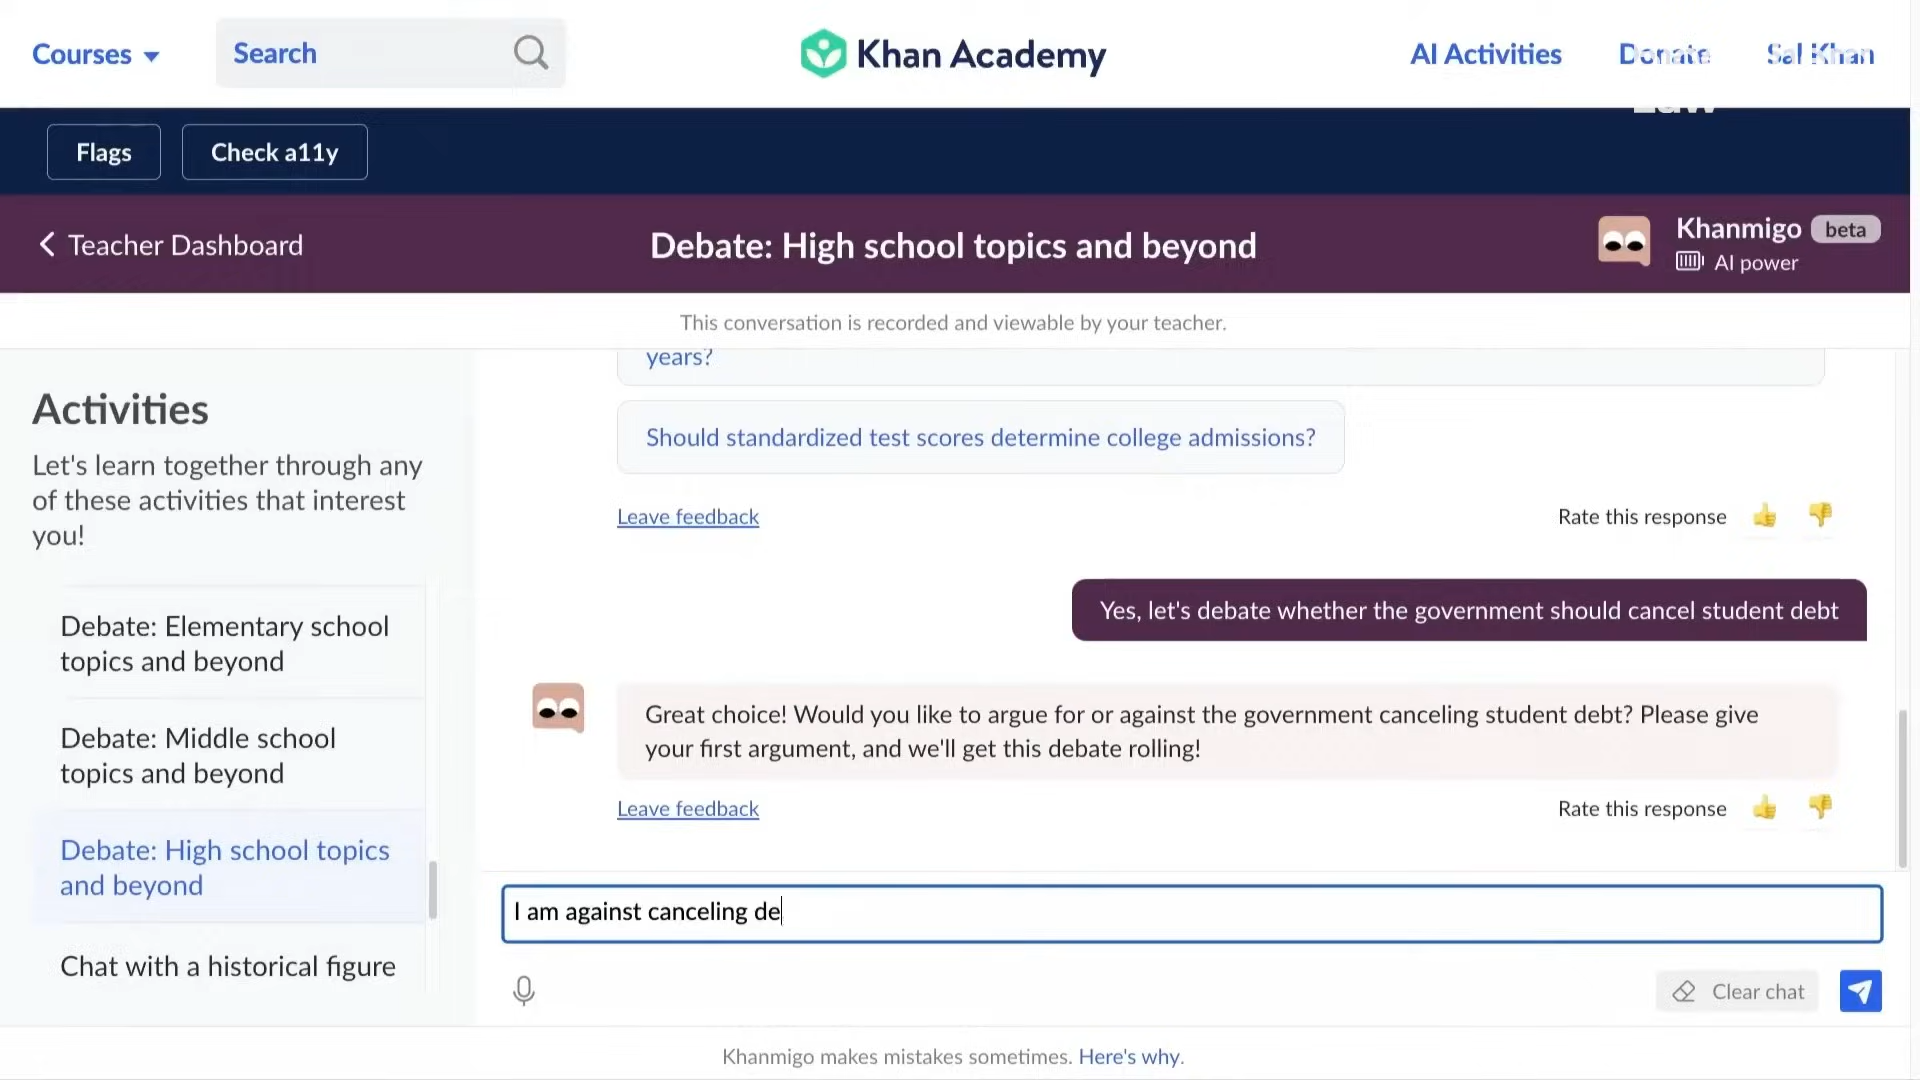 Courses
Search
Khan Academy
AI Activities
Donate
Sal Khan
Flags
Check a11y
Teacher Dashboard
Debate: High school topics and beyond
Khanmigo
beta
AI power
This conversation is recorded and viewable by your teacher.
Activities
Let's learn together through any
of these activities that interest
you!
Debate: Elementary school
topics and beyond
Debate: Middle school
topics and beyond
Debate: High school topics
and beyond
Chat with a historical figure
years?
Should standardized test scores determine college admissions?
Leave feedback
Rate this response
Yes, let's debate whether the government should cancel student debt
Great choice! Would you like to argue for or against the government canceling student debt? Please give
your first argument, and we'll get this debate rolling!
Leave feedback
Rate this response
I am against canceling de
Clear chat
Khanmigo makes mistakes sometimes. Here's why.